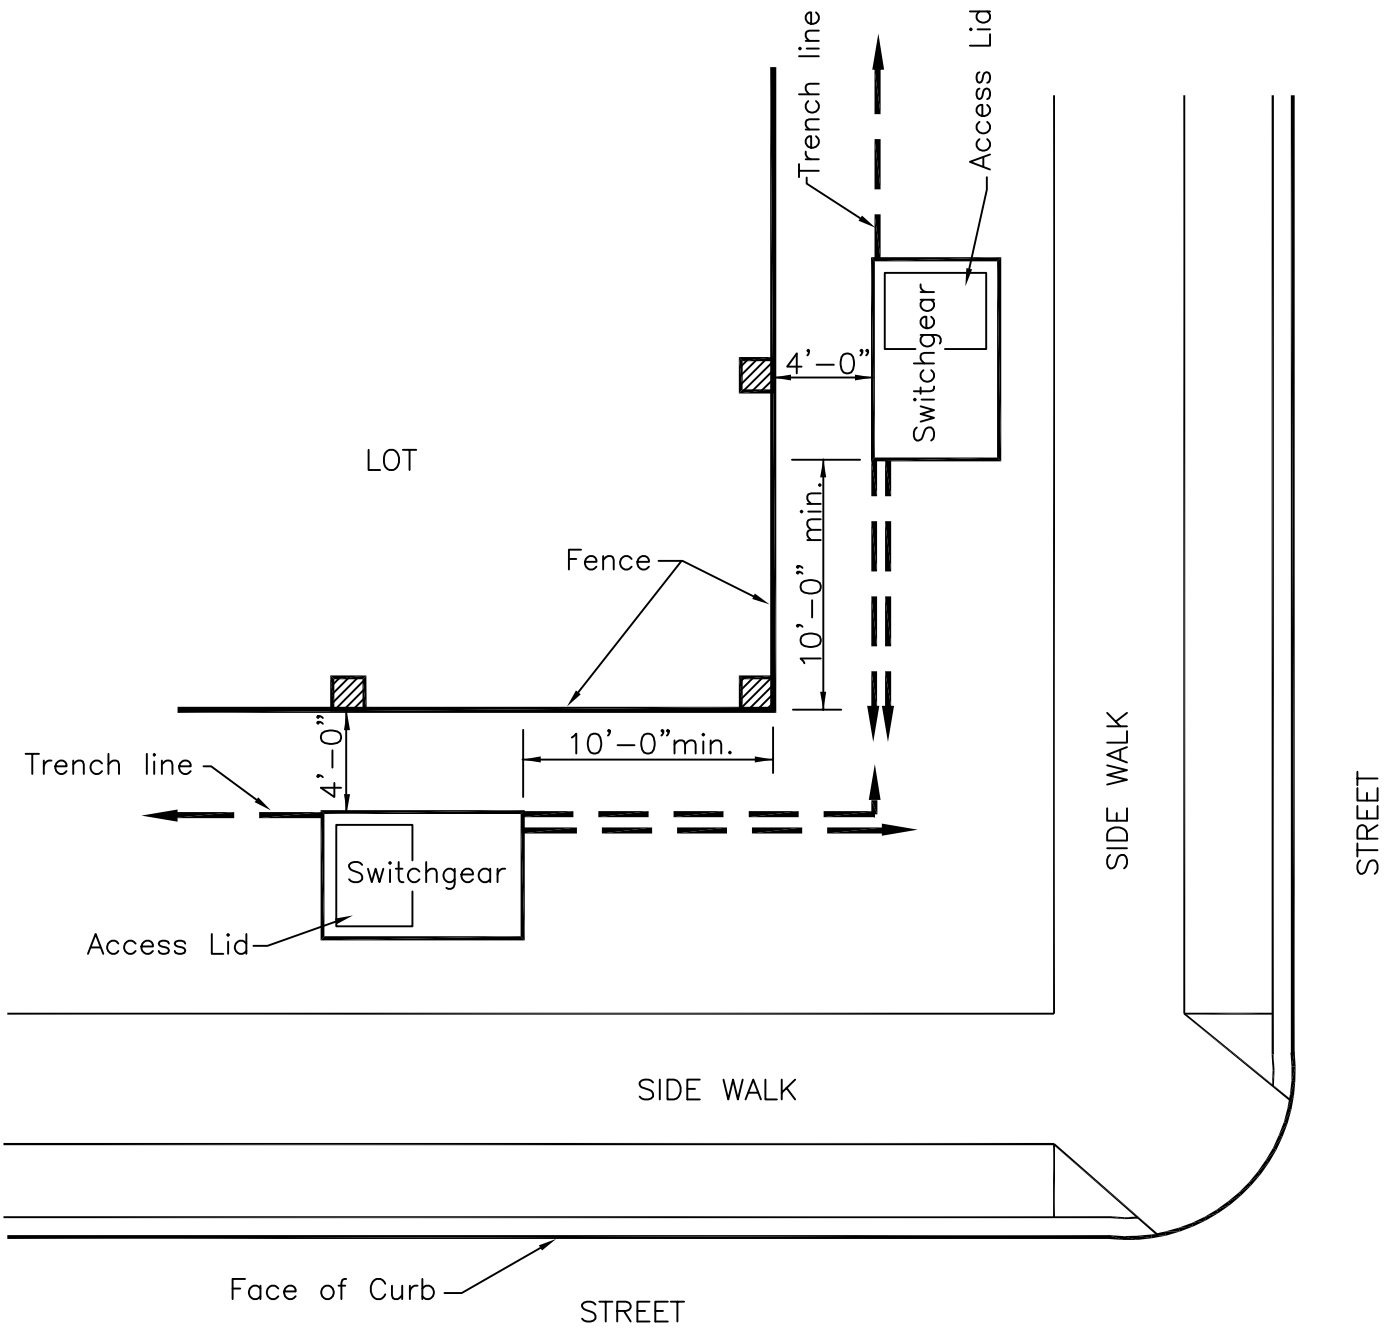 Trench line
Access Lid
Switchgear
4'-0"
LOT
10'-0" min.
Fence
4'-0"
10'-0"min.
Trench line
Switchgear
Access Lid
SIDE WALK
STREET
SIDE WALK
Face of Curb
STREET